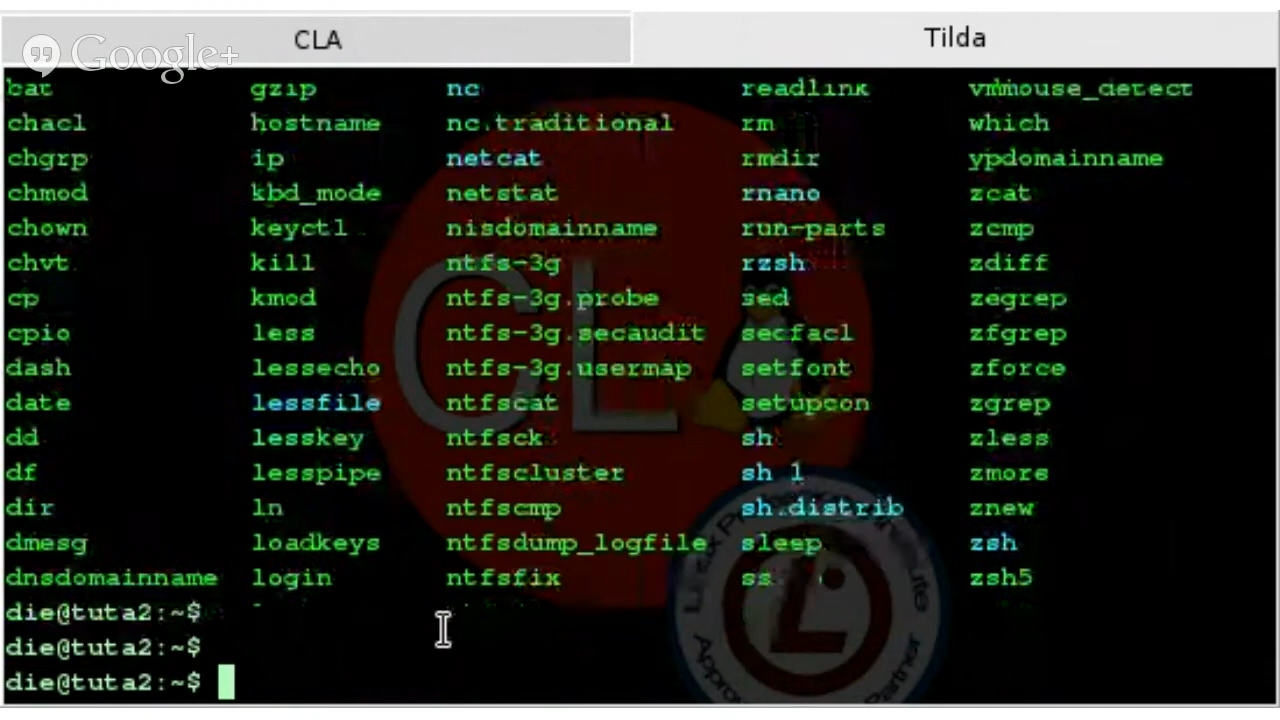 Google+
CLA Tilda
bat gzip nc readlink vmmouse_detect
chacl hostname nc.traditional rm which
chgrp ip netcat rmdir ypdomainname
chmod kbd_mode netstat rnano zcat
chown keyctl nisdomainname run-parts zcmp
chvt kill ntfs-3g rzsh zdiff
cp kmod ntfs-3g.probe sed zegrep
cpio less ntfs-3g.secaudit setfacl zfgrep
dash lessecho ntfs-3g.usermap setfont zforce
date lessfile ntfscat setupcon zgrep
dd lesskey ntfsck sh zless
df lesspipe ntfscluster sh 1 zmore
dir ln ntfscmp sh.distrib znew
dmesg loadkeys ntfsdump_logfile sleep zsh
dnsdomainname login ntfsfix ss zsh5
die@tuta2:~$
die@tuta2:~$
die@tuta2:~$
CLA
Partner